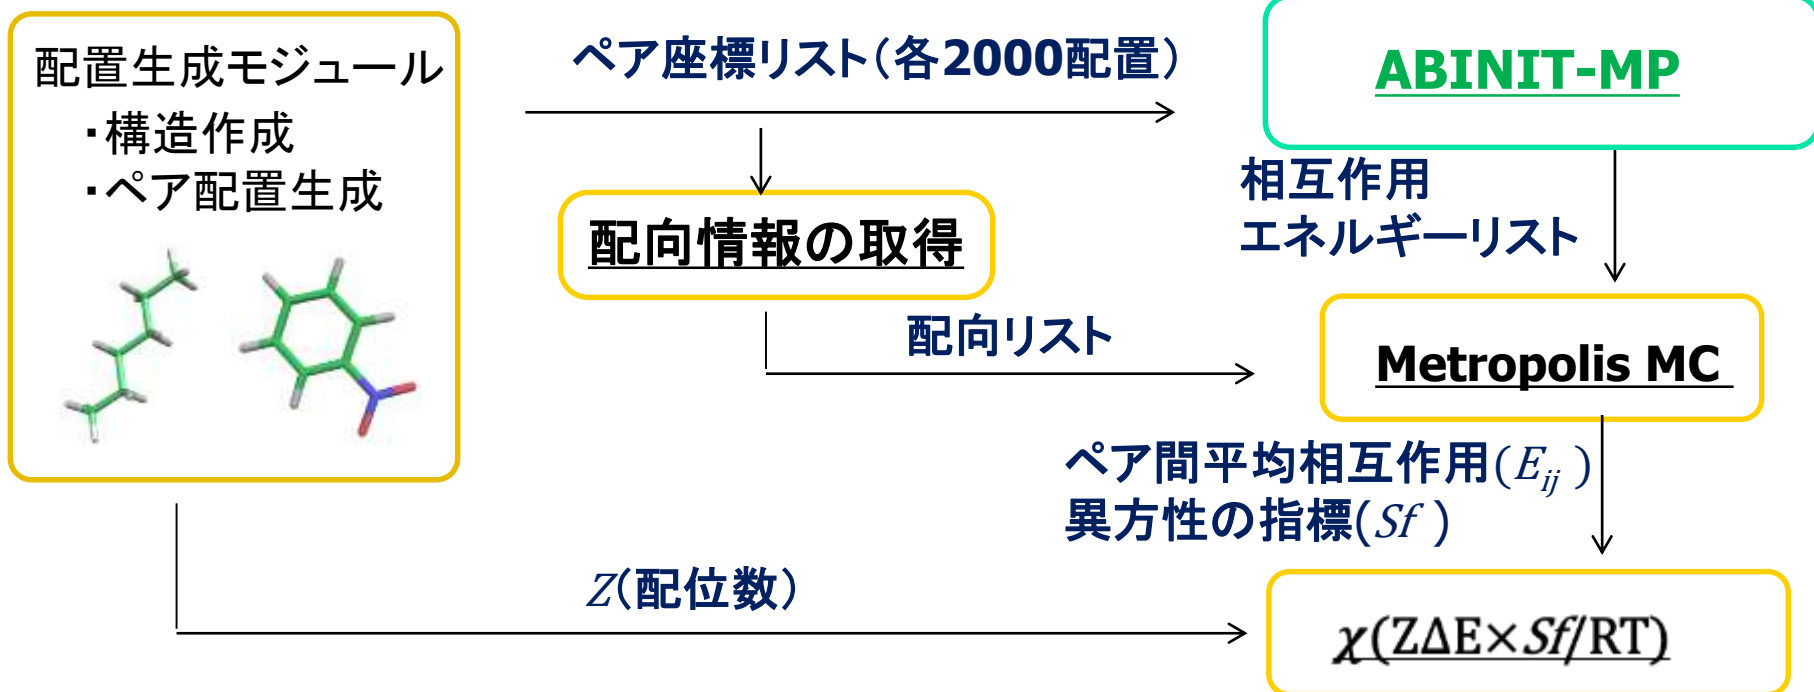 配置生成モジュール
・構造作成
・ペア配置生成
ペア座標リスト（各2000配置）
ABINIT-MP
配向情報の取得
相互作用
エネルギーリスト
配向リスト
Metropolis MC
ペア間平均相互作用(Eij )
異方性の指標(Sf )
Z(配位数)
χ(ZΔE×Sf/RT)